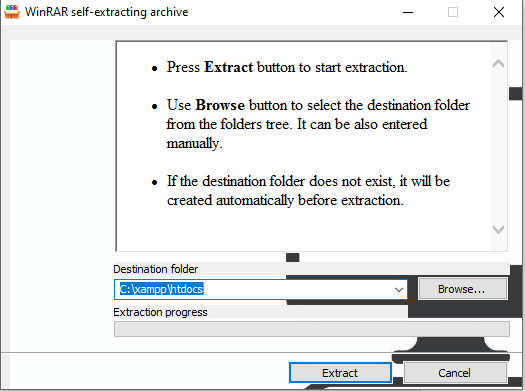 WinRAR self-extracting archive
• Press Extract button to start extraction.
• Use Browse button to select the destination folder
from the folders tree. It can be also entered
manually.
• If the destination folder does not exist, it will be
created automatically before extraction.
Destination folder
C:\xampp\htdocs
Browse...
Extraction progress
Extract
Cancel